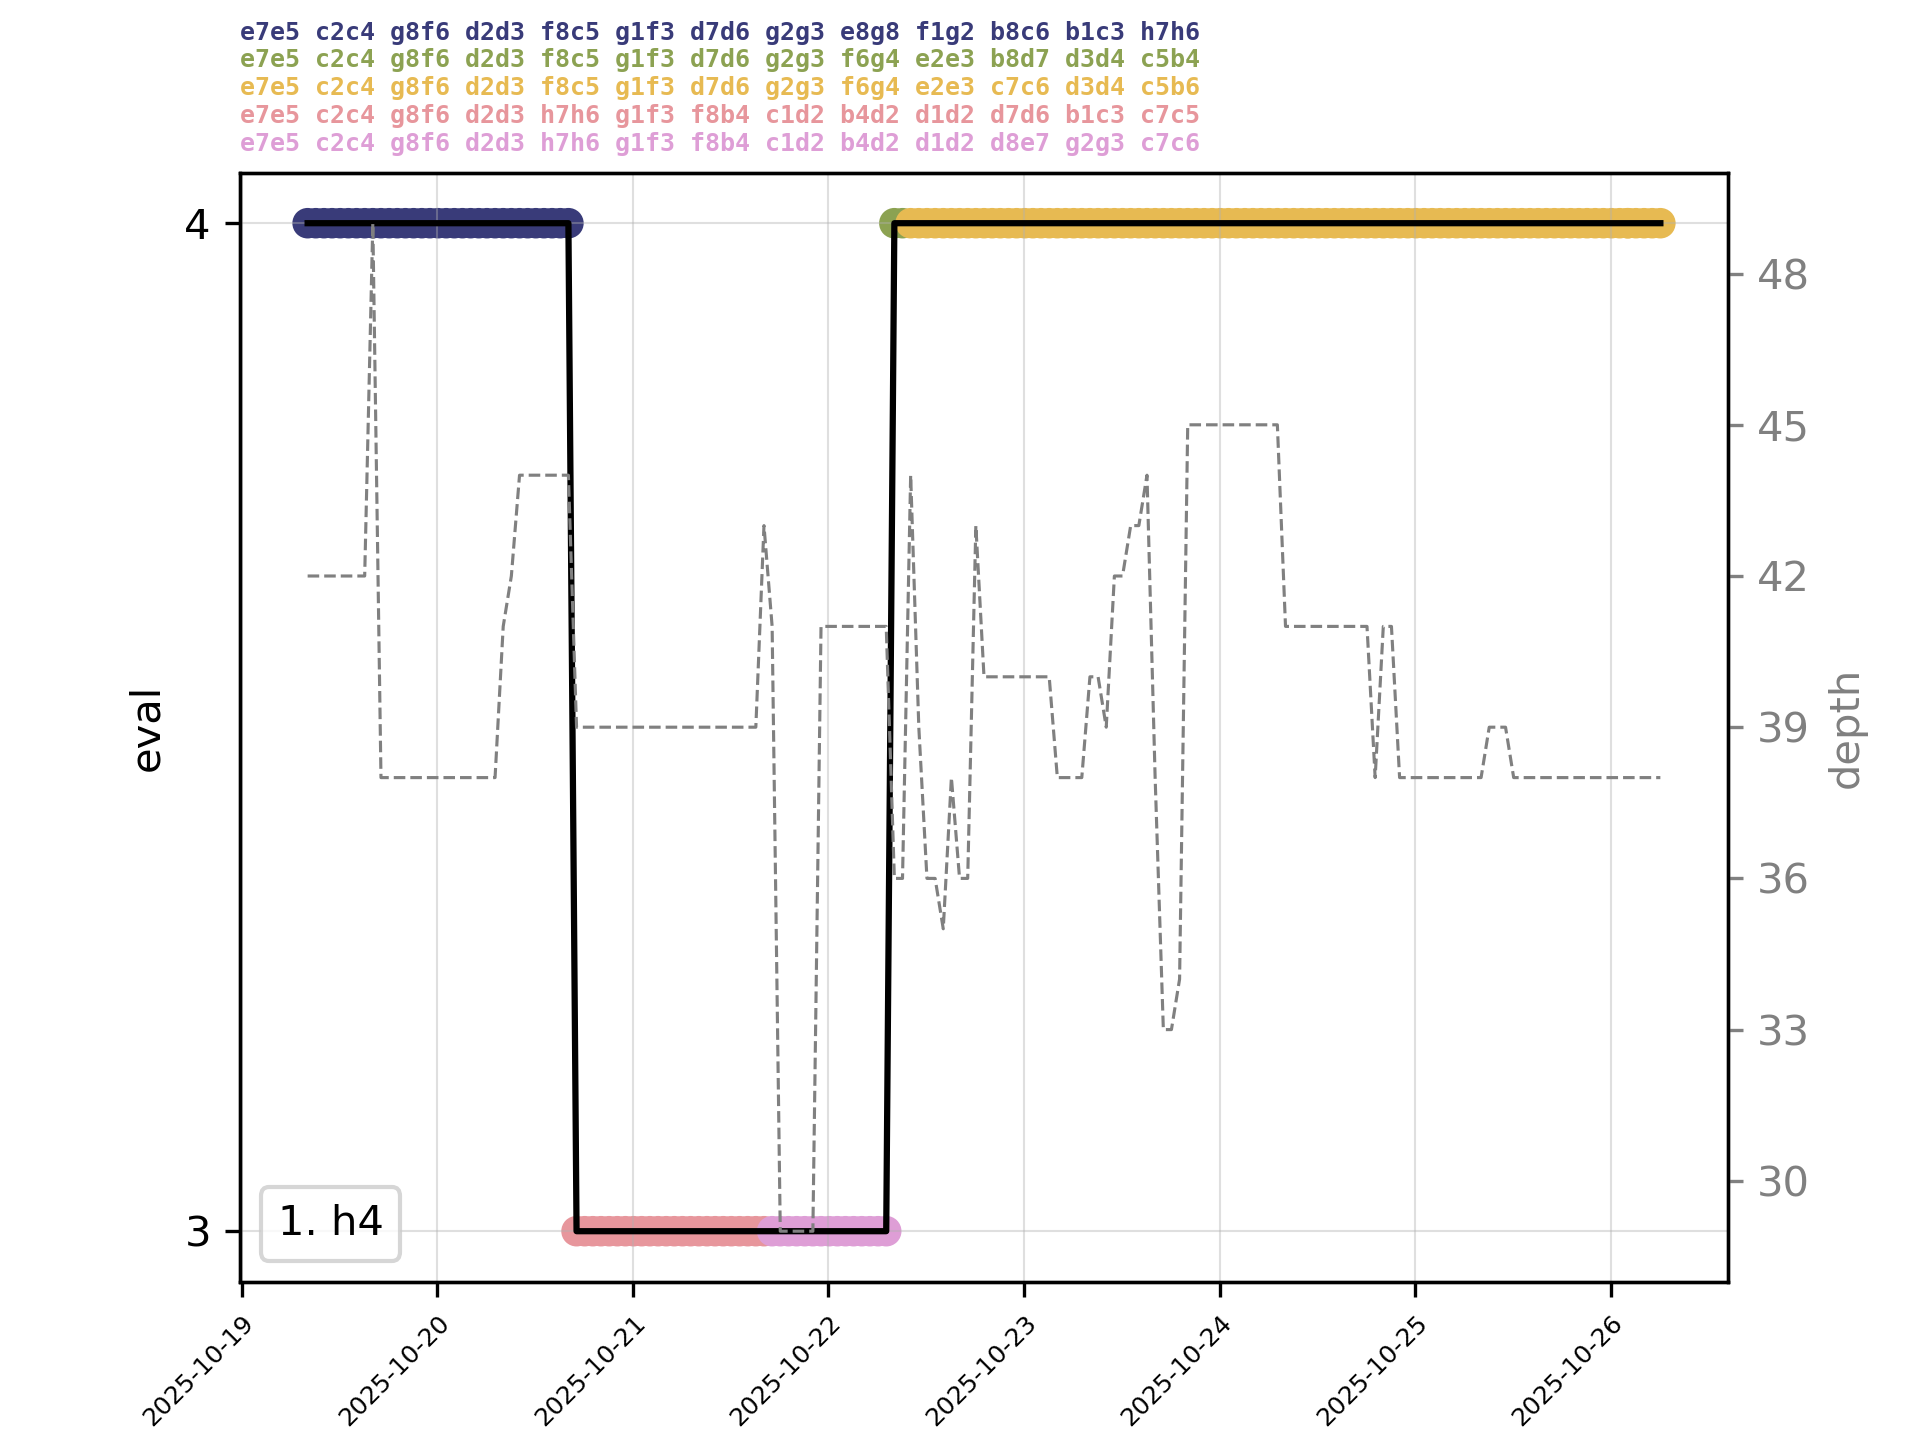 e7e5 c2c4 g8f6 d2d3 f8c5 g1f3 d7d6 g2g3 e8g8 f1g2 b8c6 b1c3 h7h6
e7e5 c2c4 g8f6 d2d3 f8c5 g1f3 d7d6 g2g3 f6g4 e2e3 b8d7 d3d4 c5b4
e7e5 c2c4 g8f6 d2d3 f8c5 g1f3 d7d6 g2g3 f6g4 e2e3 c7c6 d3d4 c5b6
e7e5 c2c4 g8f6 d2d3 h7h6 g1f3 f8b4 c1d2 b4d2 d1d2 d7d6 b1c3 c7c5
e7e5 c2c4 g8f6 d2d3 h7h6 g1f3 f8b4 c1d2 b4d2 d1d2 d8e7 g2g3 c7c6
4
3
eval
48
45
42
39
36
33
30
depth
1. h4
2025-10-19
2025-10-20
2025-10-21
2025-10-22
2025-10-23
2025-10-24
2025-10-25
2025-10-26